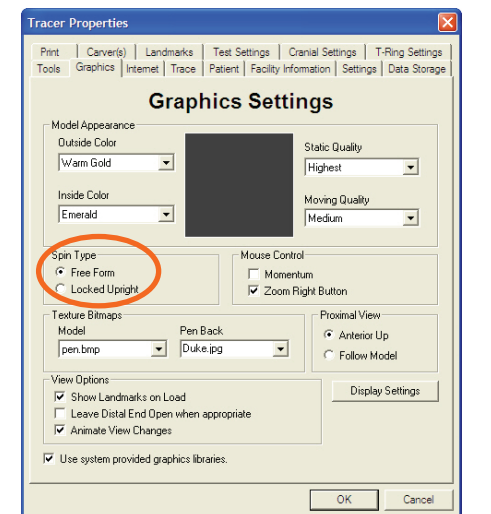 Tracer Properties
Print Carver(s) Landmarks Test Settings Cranial Settings T-Ring Settings
Tools Graphics Internet Trace Patient Facility Information Settings Data Storage
Graphics Settings
Model Appearance
Outside Color
Warm Gold
Inside Color
Emerald
Static Quality
Highest
Moving Quality
Medium
Spin Type
Free Form
Locked Upright
Mouse Control
Momentum
Zoom Right Button
Texture Bitmaps
Model
pen.bmp
Pen Back
Duke.jpg
Proximal View
Anterior Up
Follow Model
View Options
Show Landmarks on Load
Leave Distal End Open when appropriate
Animate View Changes
Display Settings
Use system provided graphics libraries.
OK Cancel